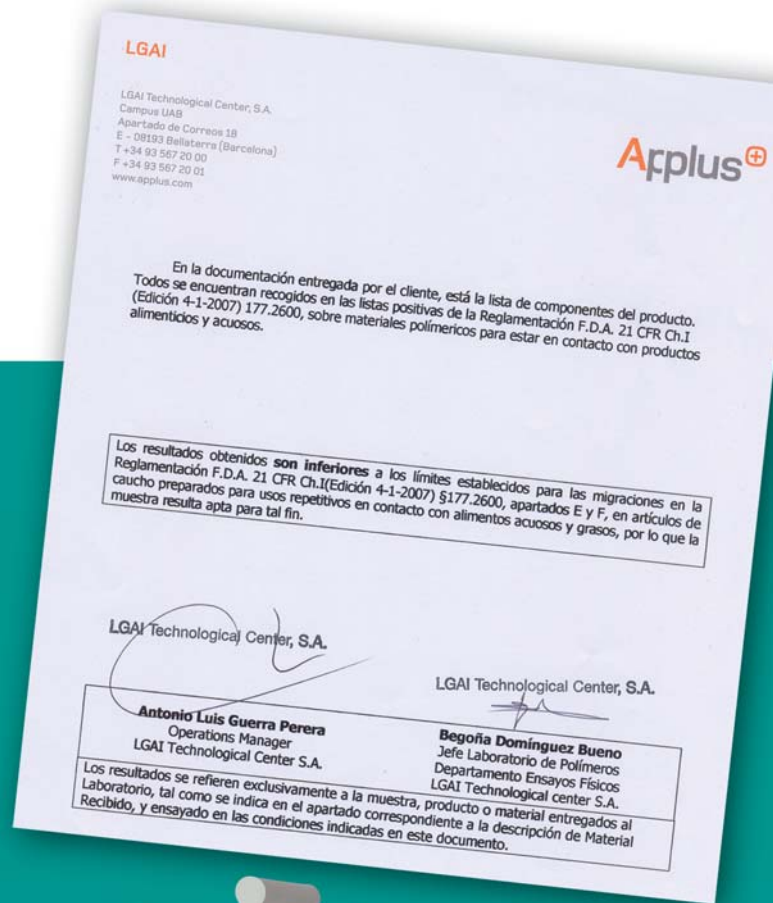 LGAI
LGAI Technological Center, S.A.
Campus UAB
Apartado de Correos 18
E - 08193 Bellaterra (Barcelona)
T +34 93 567 20 00
F +34 93 567 20 01
www.applus.com
Applus+
En la documentación entregada por el cliente, está la lista de componentes del producto.
Todos se encuentran recogidos en las listas positivas de la Reglamentación F.D.A. 21 CFR Ch.I
(Edición 4-1-2007) 177.2600, sobre materiales polímericos para estar en contacto con productos
alimenticios y acuosos.
Los resultados obtenidos son inferiores a los límites establecidos para las migraciones en la
Reglamentación F.D.A. 21 CFR Ch.I(Edición 4-1-2007) §177.2600, apartados E y F, en artículos de
caucho preparados para usos repetitivos en contacto con alimentos acuosos y grasos, por lo que la
muestra resulta apta para tal fin.
LGAI Technological Center, S.A.
LGAI Technological Center, S.A.
Antonio Luis Guerra Perera
Operations Manager
LGAI Technological Center S.A.
Begoña Domínguez Bueno
Jefe Laboratorio de Polímeros
Departamento Ensayos Físicos
LGAI Technological center S.A.
Los resultados se refieren exclusivamente a la muestra, producto o material entregados al
Laboratorio, tal como se indica en el apartado correspondiente a la descripción de Material
Recibido, y ensayado en las condiciones indicadas en este documento.